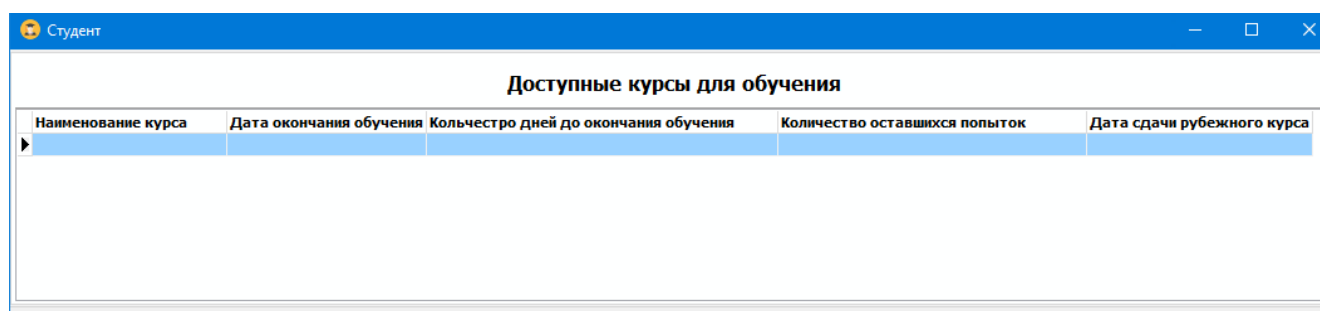 Студент
Доступные курсы для обучения
Наименование курса Дата окончания обучения Кольчестро дней до окончания обучения Количество оставшихся попыток Дата сдачи рубежного курса